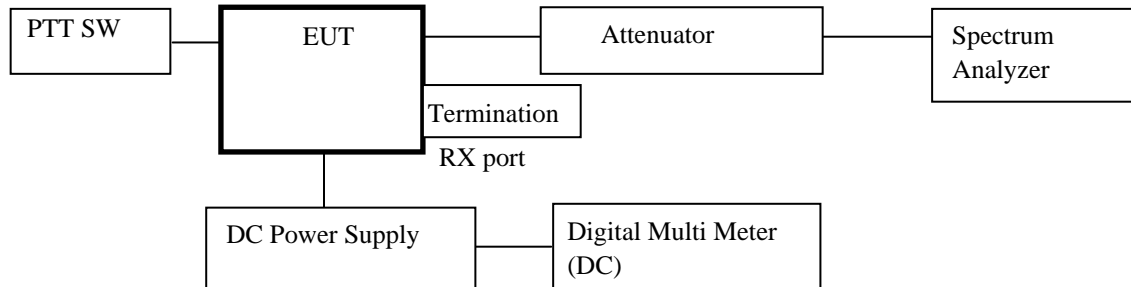 PTT SW
EUT
Attenuator
Spectrum
Analyzer
Termination
RX port
DC Power Supply
Digital Multi Meter
(DC)